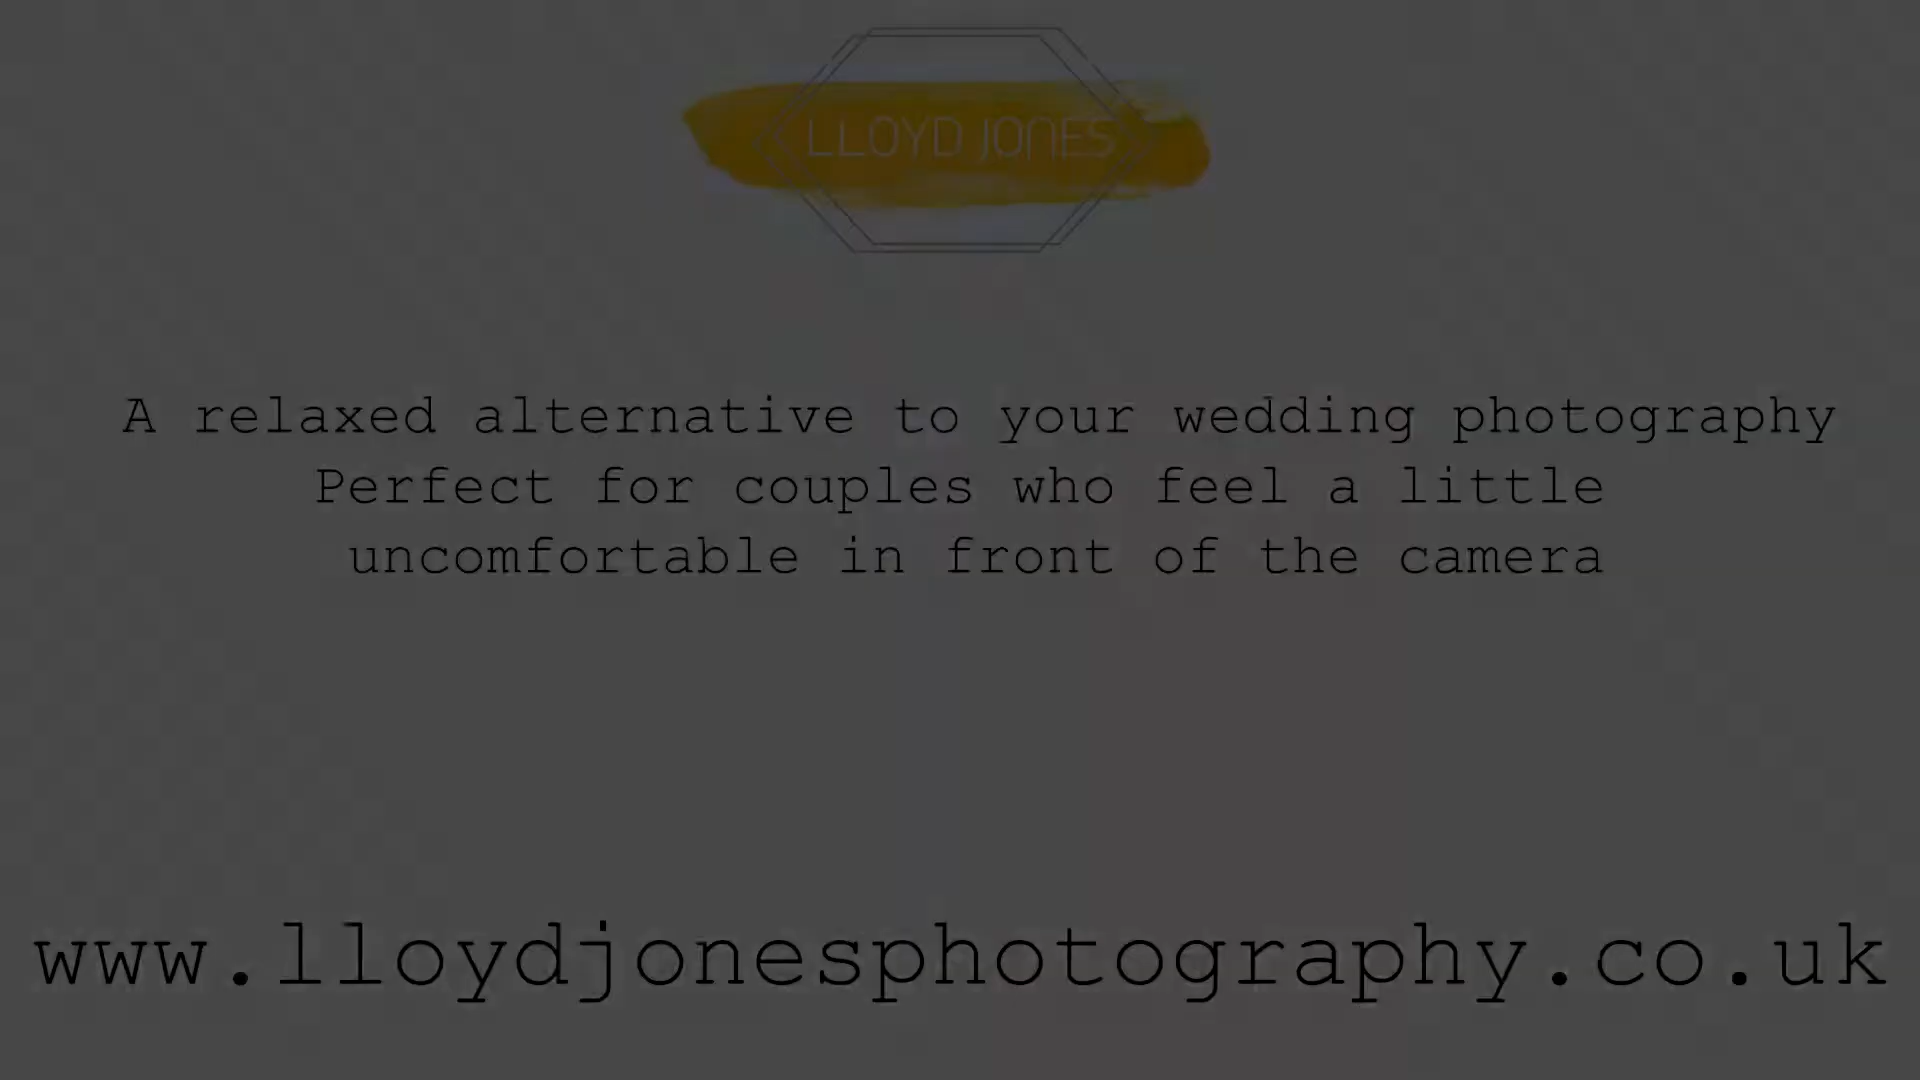 LLOYD JONES
A relaxed alternative to your wedding photography
Perfect for couples who feel a little
uncomfortable in front of the camera
www.lloydjonesphotography.co.uk